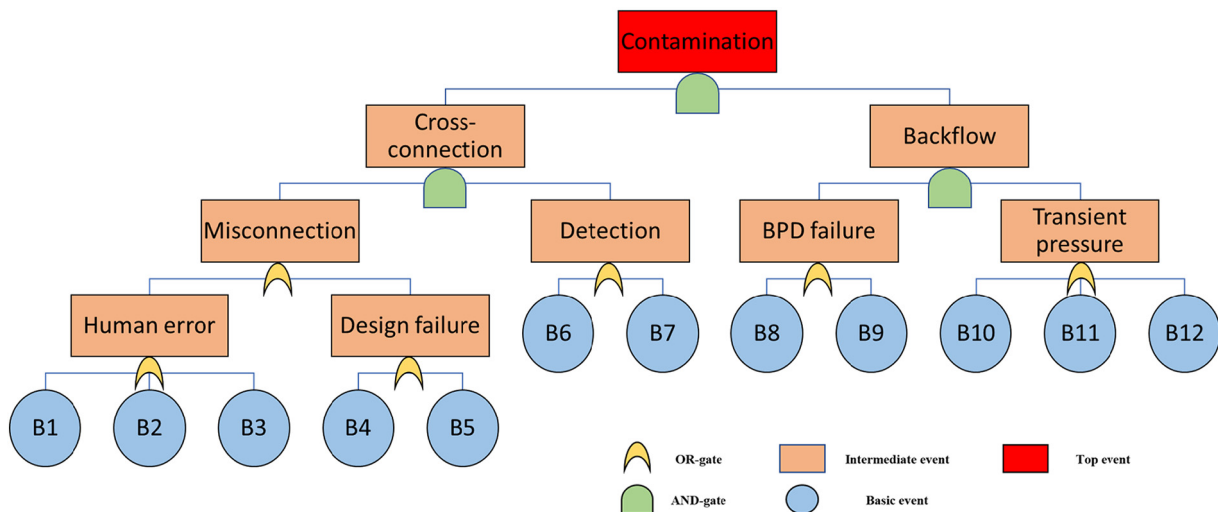 Contamination
Cross-
connection
Backflow
Misconnection
Detection
BPD failure
Transient
pressure
Human error
Design failure
B6
B7
B8
B9
B10
B11
B12
B1
B2
B3
B4
B5
OR-gate
Intermediate event
Top event
AND-gate
Basic event